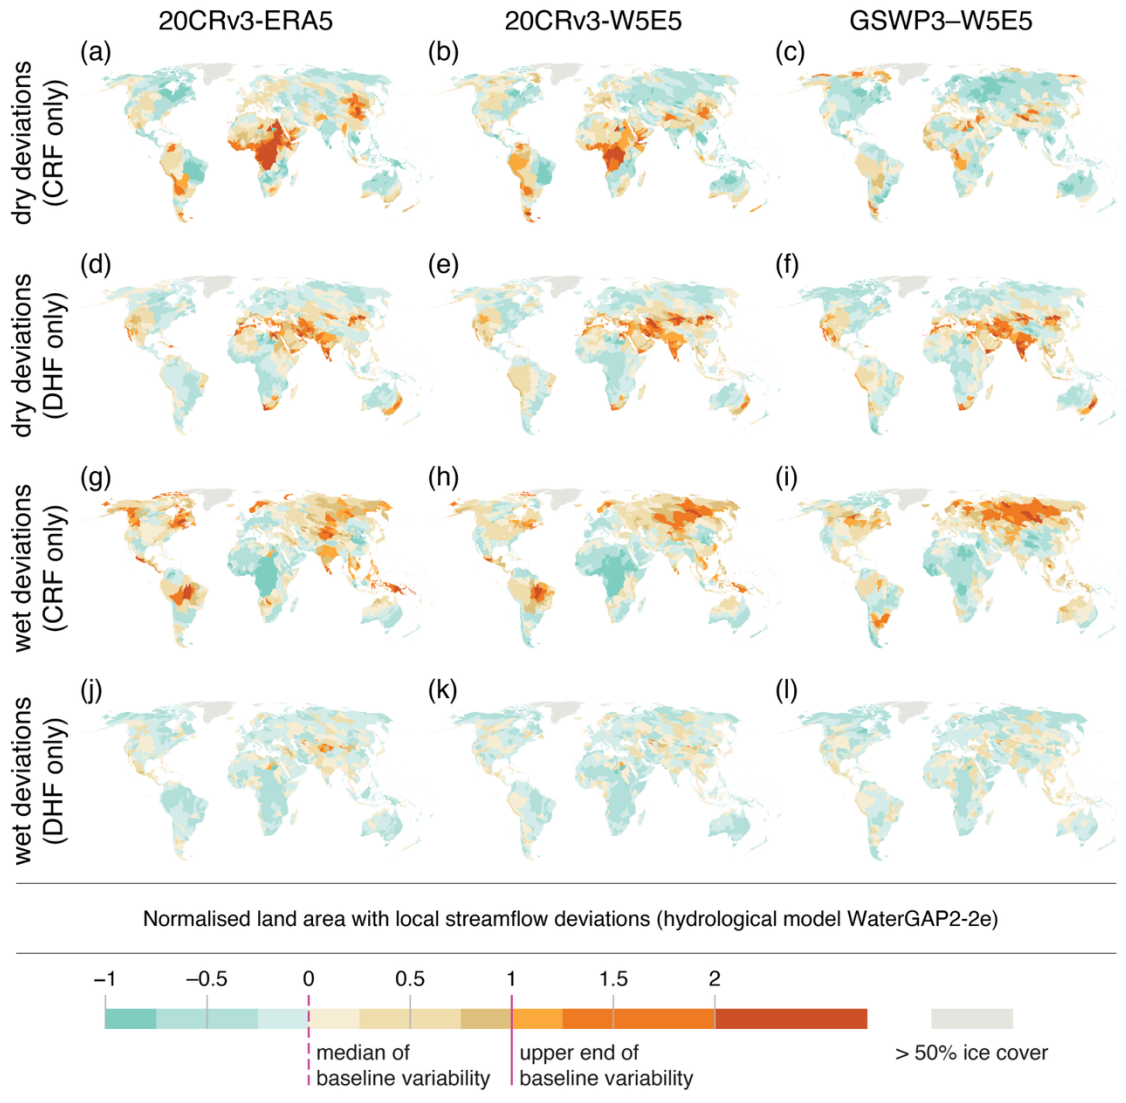 20CRv3-ERA5
20CRv3-W5E5
GSWP3–W5E5
(a)
(b)
(c)
dry deviations
(CRF only)
(d)
(e)
(f)
dry deviations
(DHF only)
(g)
(h)
(i)
wet deviations
(CRF only)
(j)
(k)
(l)
wet deviations
(DHF only)
Normalised land area with local streamflow deviations (hydrological model WaterGAP2-2e)
−1
−0.5
0
0.5
1
1.5
2
median of
baseline variability
upper end of
baseline variability
> 50% ice cover